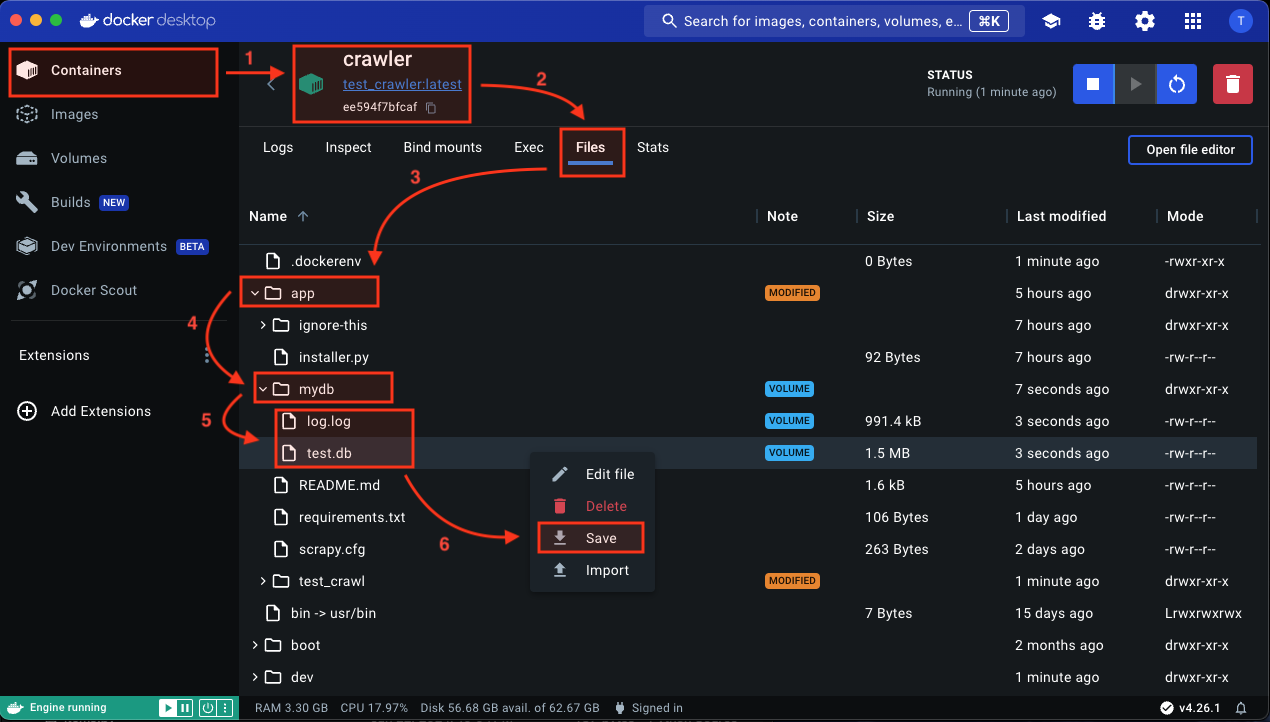 docker desktop
Search for images, containers, volumes, e...
⌘K
T
Containers
Images
Volumes
Builds NEW
Dev Environments BETA
Docker Scout
Extensions
Add Extensions
1
crawler
test_crawler:latest
ee594f7bfcaf
2
STATUS
Running (1 minute ago)
Logs Inspect Bind mounts Exec Files Stats
Open file editor
3
Name Note Size Last modified Mode
.dockerenv 0 Bytes 1 minute ago -rwxr-xr-x
app MODIFIED 5 hours ago drwxr-xr-x
4
ignore-this 7 hours ago drwxr-xr-x
installer.py 92 Bytes 7 hours ago -rw-r--r--
mydb VOLUME 7 seconds ago drwxr-xr-x
5
log.log VOLUME 991.4 kB 3 seconds ago -rw-r--r--
test.db VOLUME 1.5 MB 3 seconds ago -rw-r--r--
README.md 1.6 kB 5 hours ago -rw-r--r--
requirements.txt 106 Bytes 1 day ago -rw-r--r--
scrapy.cfg 263 Bytes 2 days ago -rw-r--r--
test_crawl MODIFIED 1 minute ago drwxr-xr-x
bin -> usr/bin 7 Bytes 15 days ago Lrwxrwxrwx
boot 2 months ago drwxr-xr-x
dev 1 minute ago drwxr-xr-x
6
Edit file
Delete
Save
Import
Engine running
RAM 3.30 GB CPU 17.97% Disk 56.68 GB avail. of 62.67 GB Signed in
v4.26.1